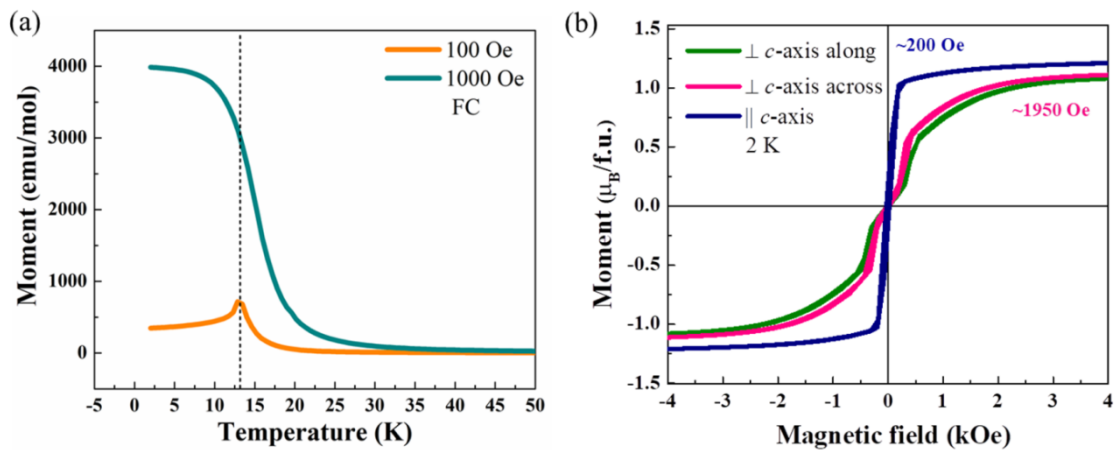 (a)
Moment (emu/mol)
4000
3000
2000
1000
0
100 Oe
1000 Oe
FC
-5 0 5 10 15 20 25 30 35 40 45 50
Temperature (K)
(b)
Moment (μB/f.u.)
1.5
1.0
0.5
0.0
-0.5
-1.0
-1.5
⊥ c-axis along
⊥ c-axis across
|| c-axis
2 K
~200 Oe
~1950 Oe
-4 -3 -2 -1 0 1 2 3 4
Magnetic field (kOe)